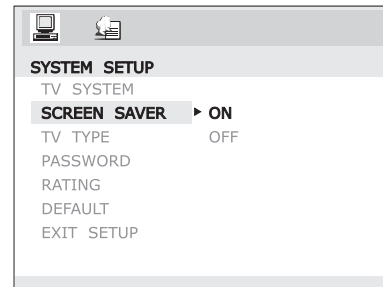 SYSTEM SETUP
TV SYSTEM
SCREEN SAVER ▶ ON
TV TYPE OFF
PASSWORD
RATING
DEFAULT
EXIT SETUP